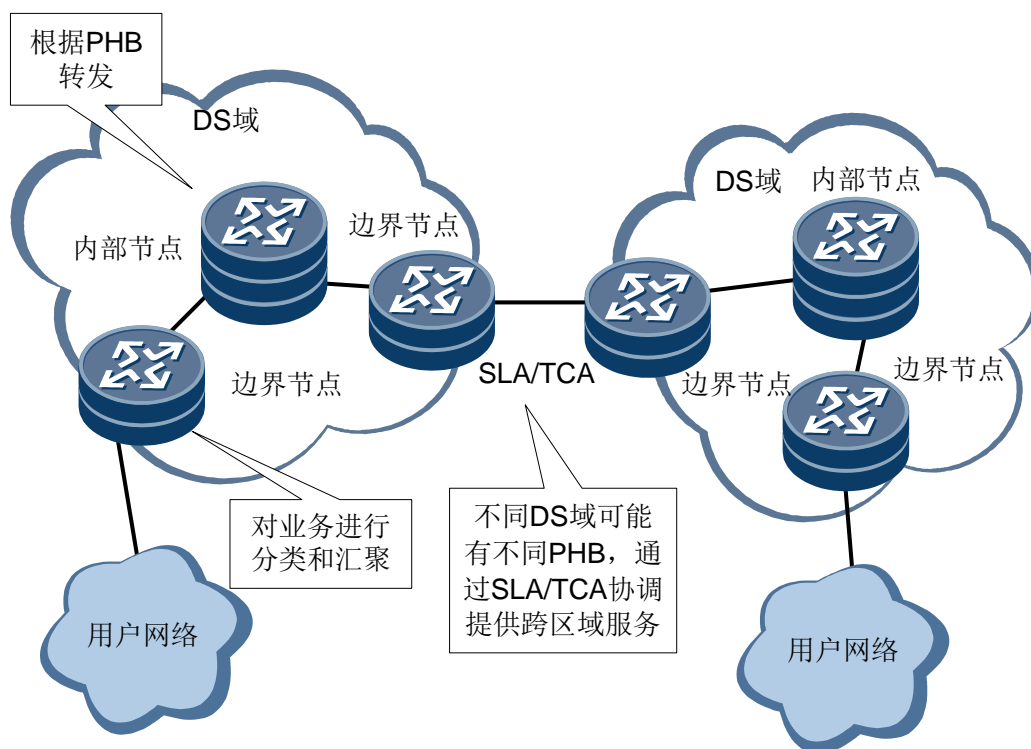 根据PHB
转发
DS域
内部节点
边界节点
边界节点
对业务进行
分类和汇聚
用户网络
SLA/TCA
不同DS域可能
有不同PHB，通
过SLA/TCA协调
提供跨区域服务
DS域
内部节点
边界节点
边界节点
用户网络